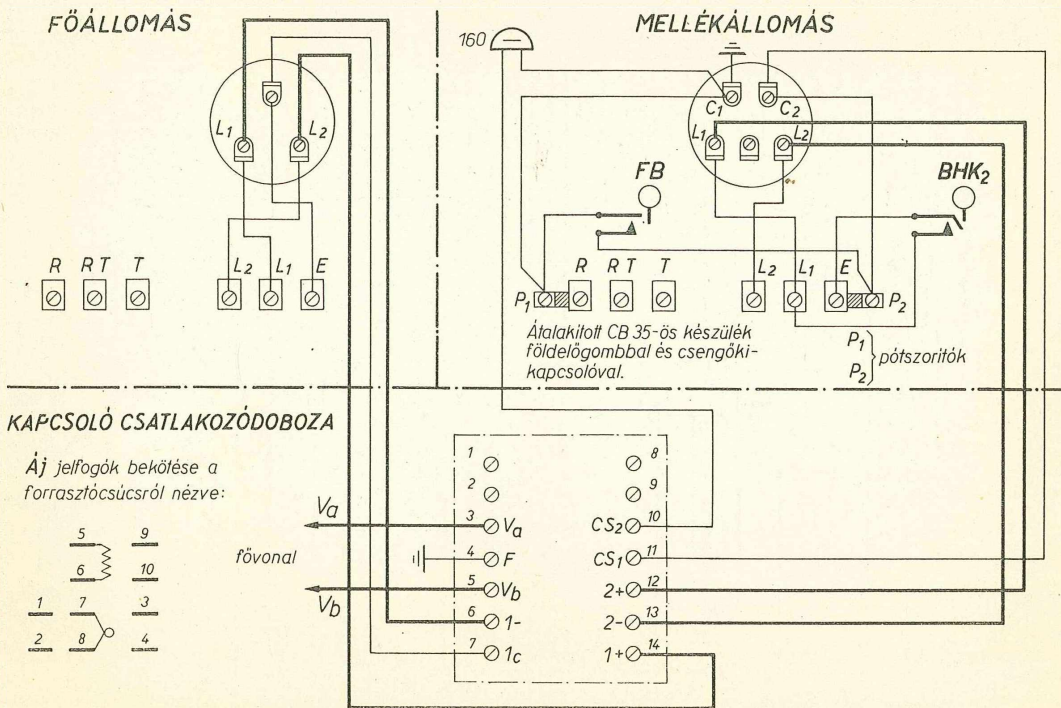 FŐÁLLOMÁS
L1 L2
R RT T L2 L1 E
MELLÉKÁLLOMÁS
160
C1 C2
L1 L2
FB
BHK2
P1 R RT T L2 L1 E P2
Átalakított CB 35-ös készülék
földelőgombbal és csengőki-
kapcsolóval.
P1
P2
pótszorítók
KAPCSOLÓ CSATLAKOZÓDOBOZA
Áj jelfogók bekötése a
forrasztócsúcsról nézve:
5 9
6 10
1 7 3
2 8 4
Va
fővonal
Vb
1 8
2 9
3 Va CS2 10
4 F CS1 11
5 Vb 2+ 12
6 1- 2- 13
7 1c 1+ 14